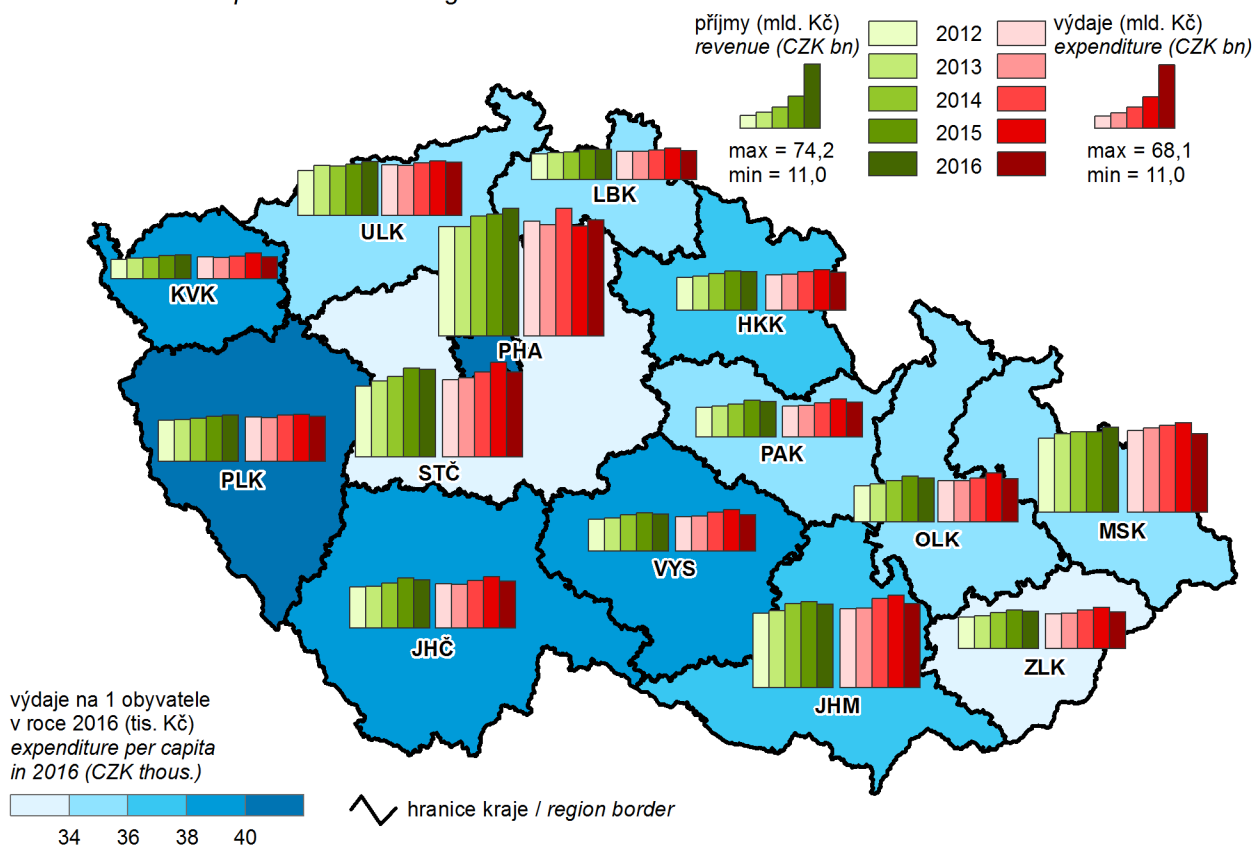 příjmy (mld. Kč)
revenue (CZK bn)
max = 74,2
min = 11,0
2012
2013
2014
2015
2016
výdaje (mld. Kč)
expenditure (CZK bn)
max = 68,1
min = 11,0
LBK
ULK
KVK
HKK
PHA
PAK
PLK
STČ
OLK
MSK
VYS
JHČ
ZLK
JHM
výdaje na 1 obyvatele
v roce 2016 (tis. Kč)
expenditure per capita
in 2016 (CZK thous.)
34 36 38 40
hranice kraje / region border